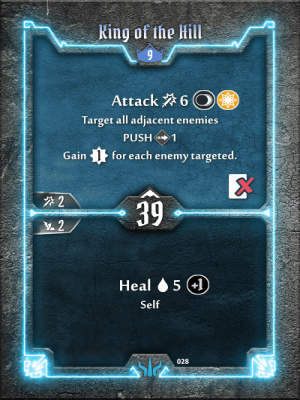 King of the Hill
9
Attack 6
Target all adjacent enemies
PUSH 1
Gain 1 for each enemy targeted.
2
2
39
Heal 5 +1
Self
028